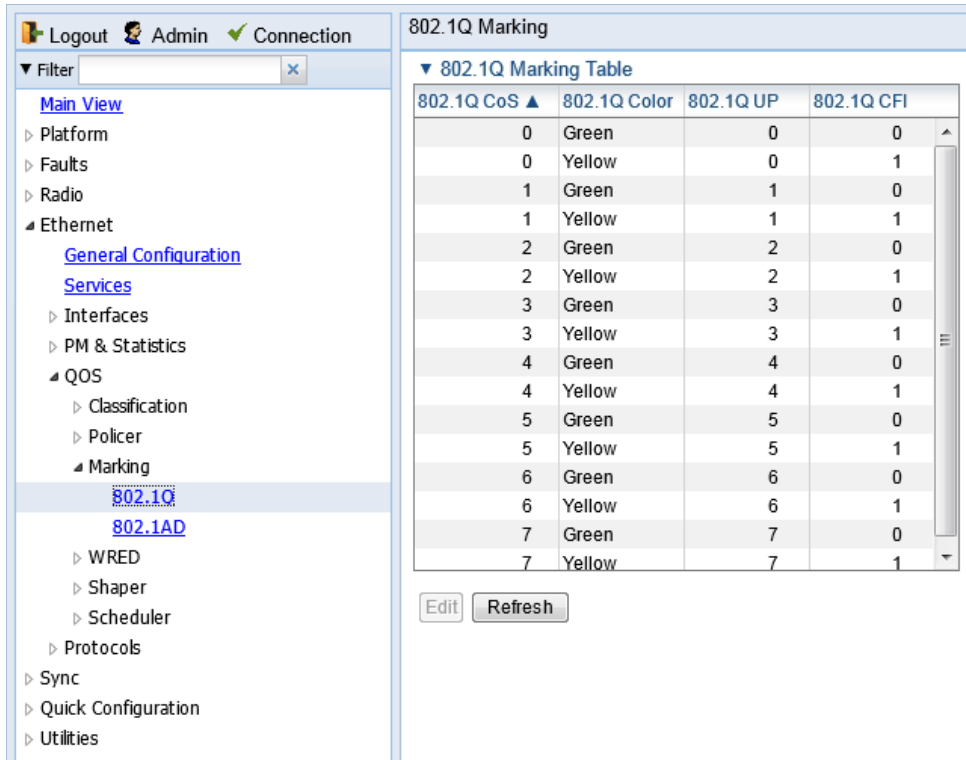 Logout Admin Connection
Filter
Main View
Platform
Faults
Radio
Ethernet
General Configuration
Services
Interfaces
PM & Statistics
QOS
Classification
Policer
Marking
802.1Q
802.1AD
WRED
Shaper
Scheduler
Protocols
Sync
Quick Configuration
Utilities
802.1Q Marking
802.1Q Marking Table
802.1Q CoS ▲ 802.1Q Color 802.1Q UP 802.1Q CFI
0 Green 0 0
0 Yellow 0 1
1 Green 1 0
1 Yellow 1 1
2 Green 2 0
2 Yellow 2 1
3 Green 3 0
3 Yellow 3 1
4 Green 4 0
4 Yellow 4 1
5 Green 5 0
5 Yellow 5 1
6 Green 6 0
6 Yellow 6 1
7 Green 7 0
7 Yellow 7 1
Edit Refresh